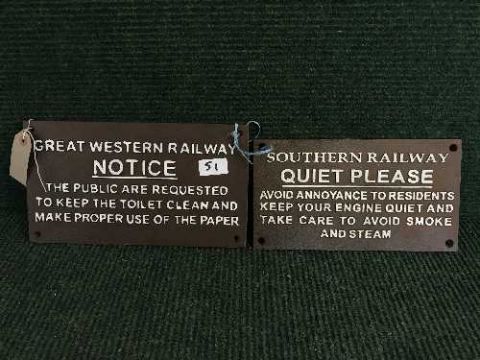 GREAT WESTERN RAILWAY
NOTICE
51
THE PUBLIC ARE REQUESTED
TO KEEP THE TOILET CLEAN AND
MAKE PROPER USE OF THE PAPER
SOUTHERN RAILWAY
QUIET PLEASE
AVOID ANNOYANCE TO RESIDENTS
KEEP YOUR ENGINE QUIET AND
TAKE CARE TO AVOID SMOKE
AND STEAM